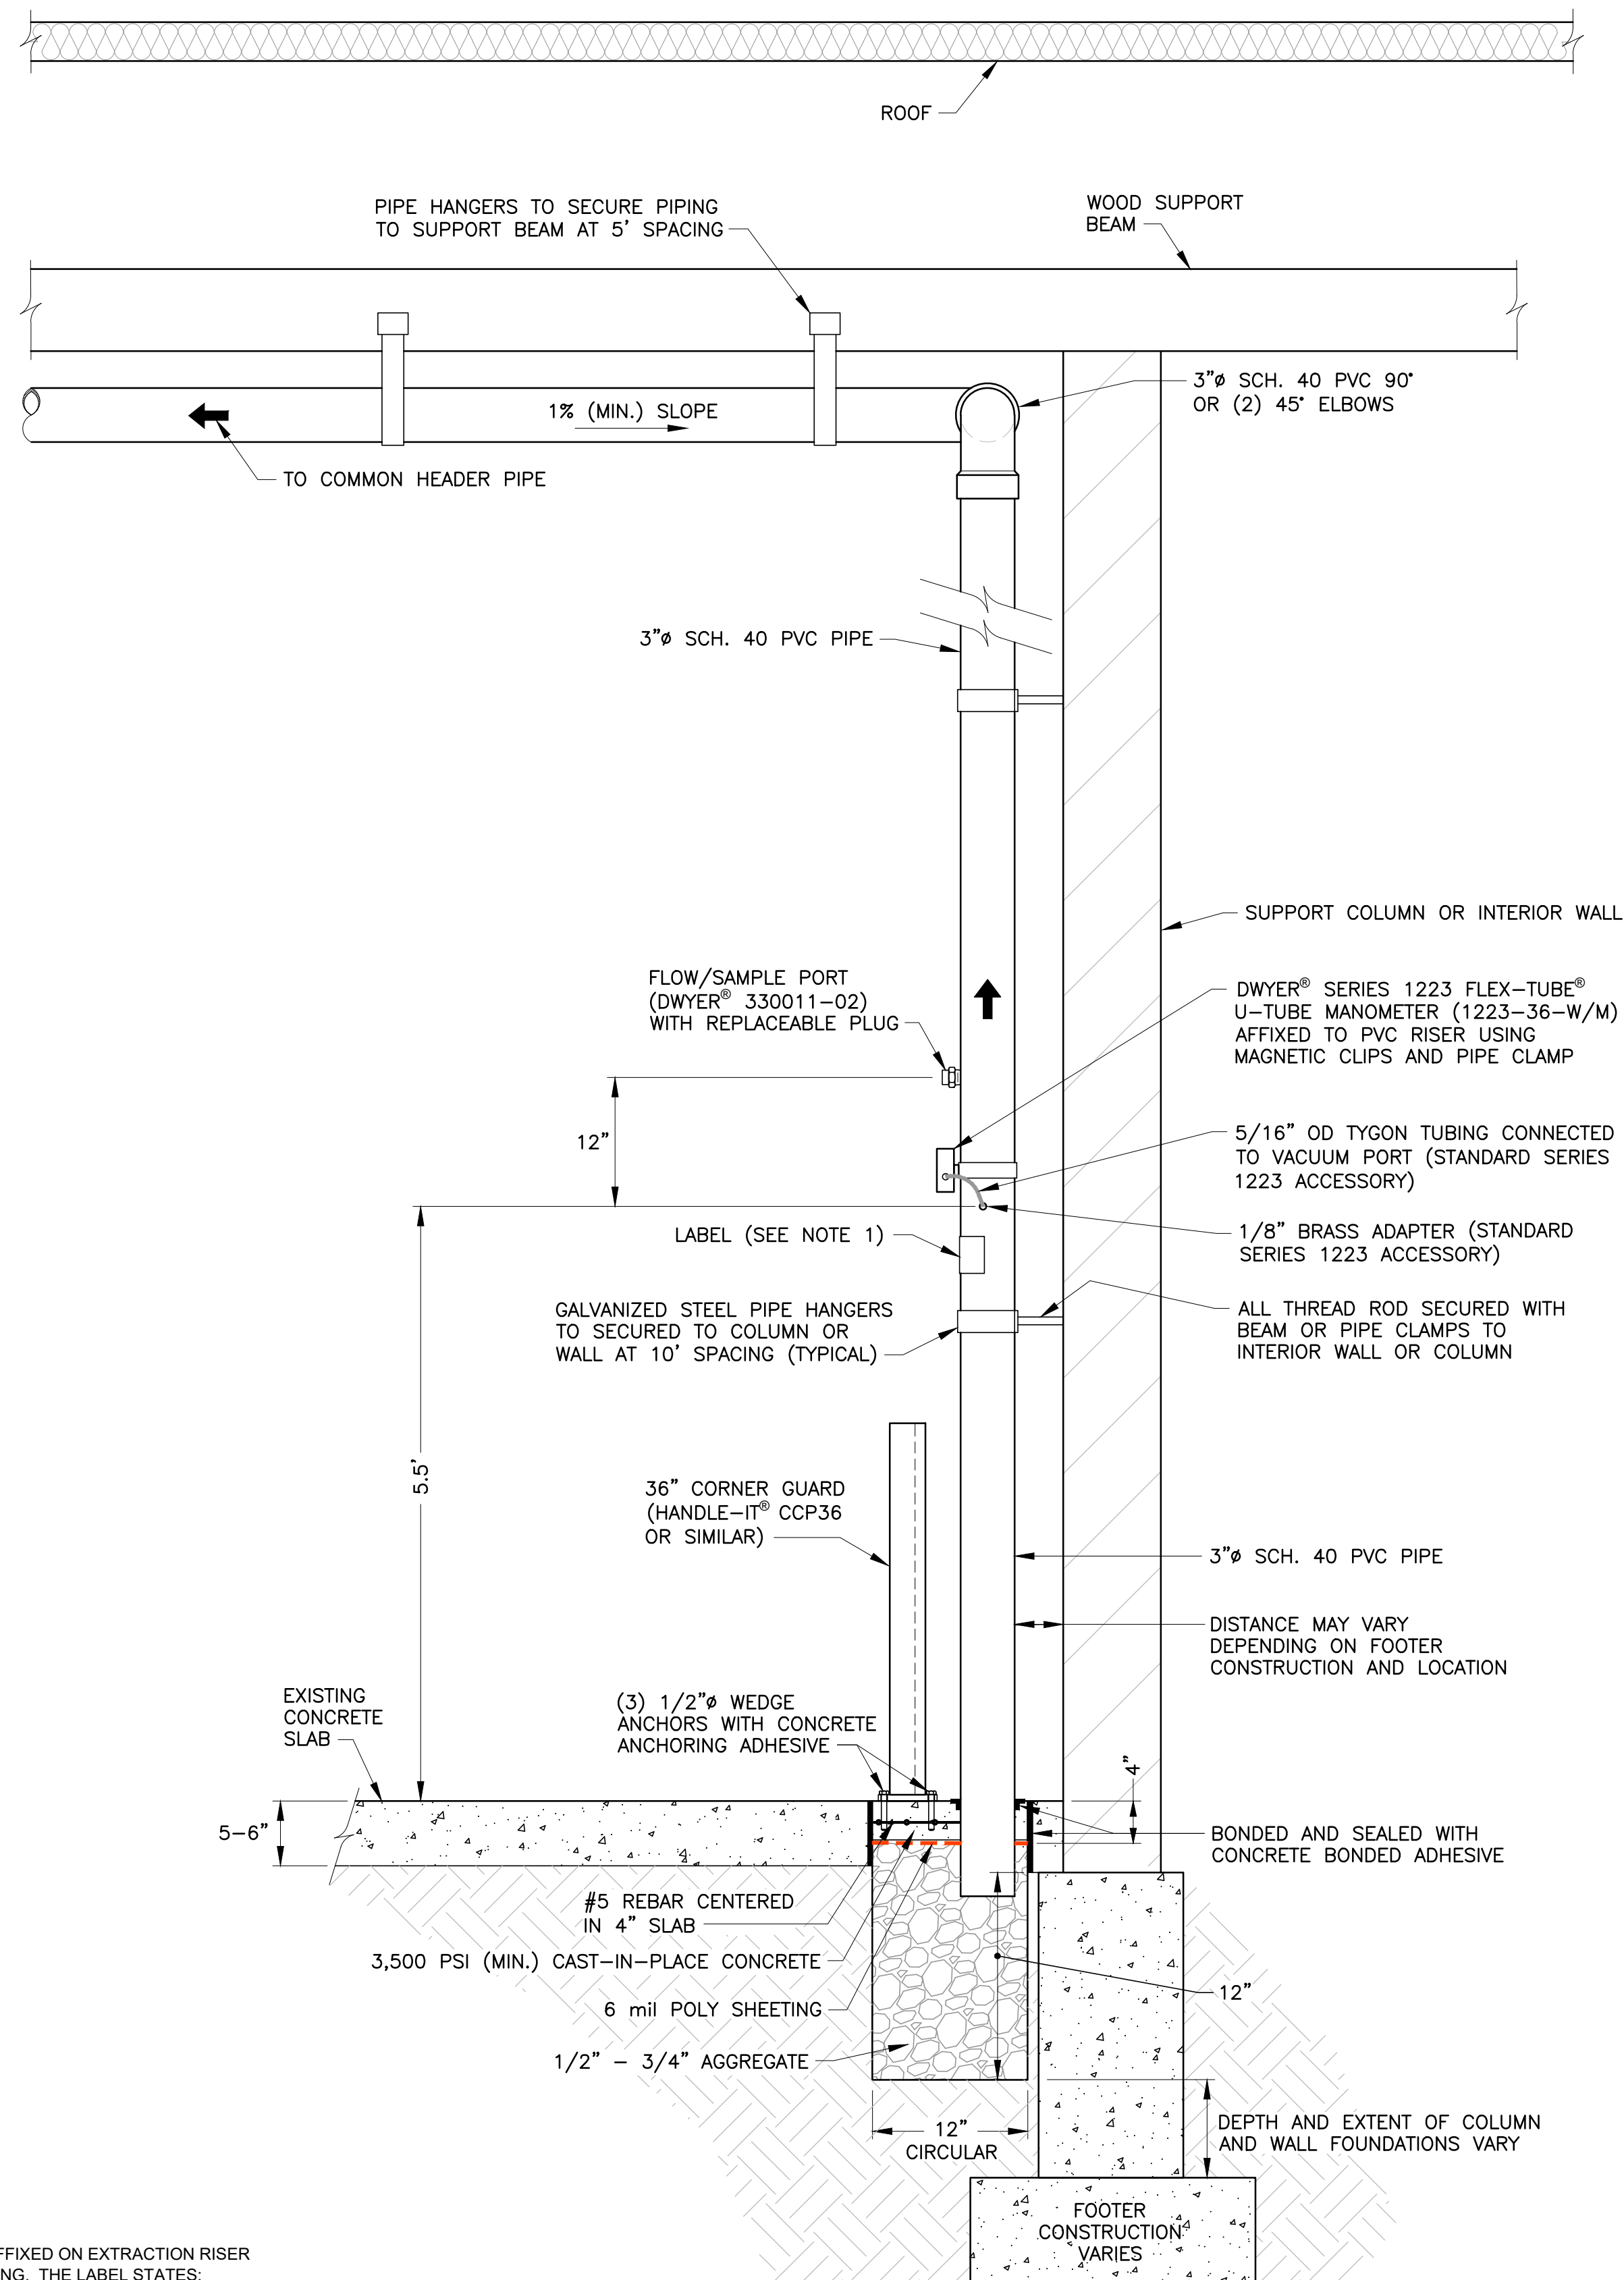 ROOF
PIPE HANGERS TO SECURE PIPING
TO SUPPORT BEAM AT 5' SPACING
WOOD SUPPORT
BEAM
3"ø SCH. 40 PVC 90°
OR (2) 45° ELBOWS
1% (MIN.) SLOPE
TO COMMON HEADER PIPE
3"ø SCH. 40 PVC PIPE
SUPPORT COLUMN OR INTERIOR WALL
FLOW/SAMPLE PORT
(DWYER® 330011-02)
WITH REPLACEABLE PLUG
DWYER® SERIES 1223 FLEX-TUBE®
U-TUBE MANOMETER (1223-36-W/M)
AFFIXED TO PVC RISER USING
MAGNETIC CLIPS AND PIPE CLAMP
12"
5/16" OD TYGON TUBING CONNECTED
TO VACUUM PORT (STANDARD SERIES
1223 ACCESSORY)
LABEL (SEE NOTE 1)
1/8" BRASS ADAPTER (STANDARD
SERIES 1223 ACCESSORY)
GALVANIZED STEEL PIPE HANGERS
TO SECURED TO COLUMN OR
WALL AT 10' SPACING (TYPICAL)
ALL THREAD ROD SECURED WITH
BEAM OR PIPE CLAMPS TO
INTERIOR WALL OR COLUMN
5.5'
36" CORNER GUARD
(HANDLE-IT® CCP36
OR SIMILAR)
3"ø SCH. 40 PVC PIPE
DISTANCE MAY VARY
DEPENDING ON FOOTER
CONSTRUCTION AND LOCATION
EXISTING
CONCRETE
SLAB
(3) 1/2"ø WEDGE
ANCHORS WITH CONCRETE
ANCHORING ADHESIVE
4"
5-6"
BONDED AND SEALED WITH
CONCRETE BONDED ADHESIVE
#5 REBAR CENTERED
IN 4" SLAB
3,500 PSI (MIN.) CAST-IN-PLACE CONCRETE
6 mil POLY SHEETING
12"
1/2" - 3/4" AGGREGATE
12"
CIRCULAR
DEPTH AND EXTENT OF COLUMN
AND WALL FOUNDATIONS VARY
FOOTER
CONSTRUCTION
VARIES
FFIXED ON EXTRACTION RISER
NG. THE LABEL STATES: